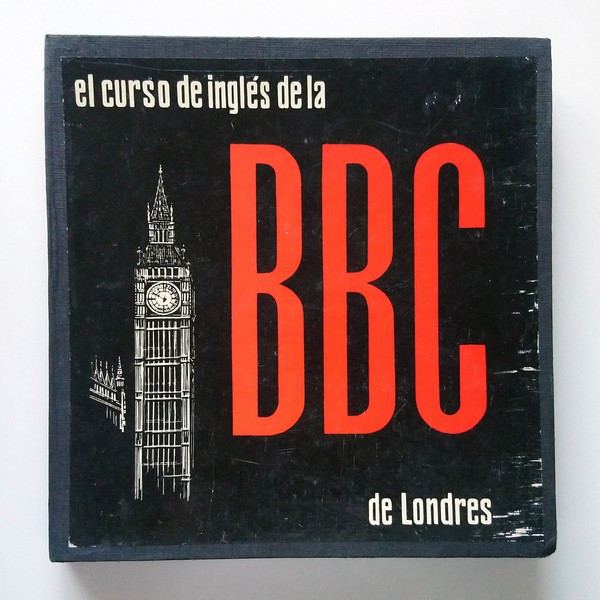 el curso de inglés de la
BBC
de Londres